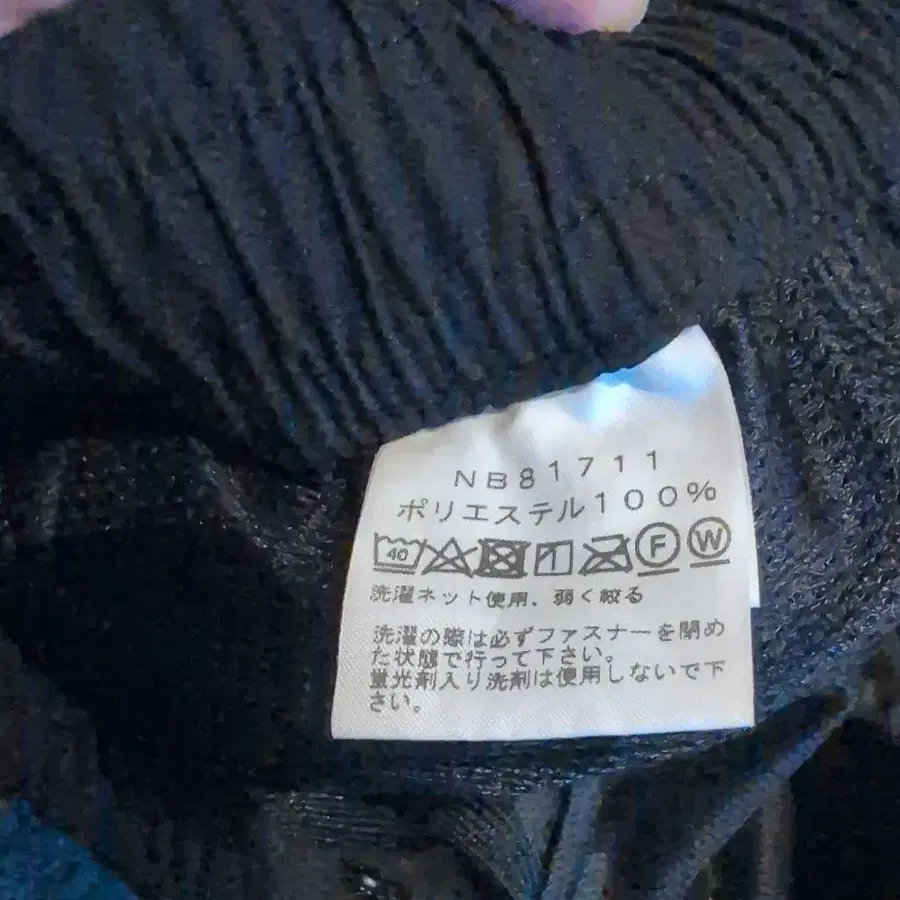 NB81711
ポリエステル100%
40 F W
洗濯ネット使用、弱く絞る
洗濯の際は必ずファスナーを閉め
た状態で行って下さい。
蛍光剤入り洗剤は使用しないで下
さい。